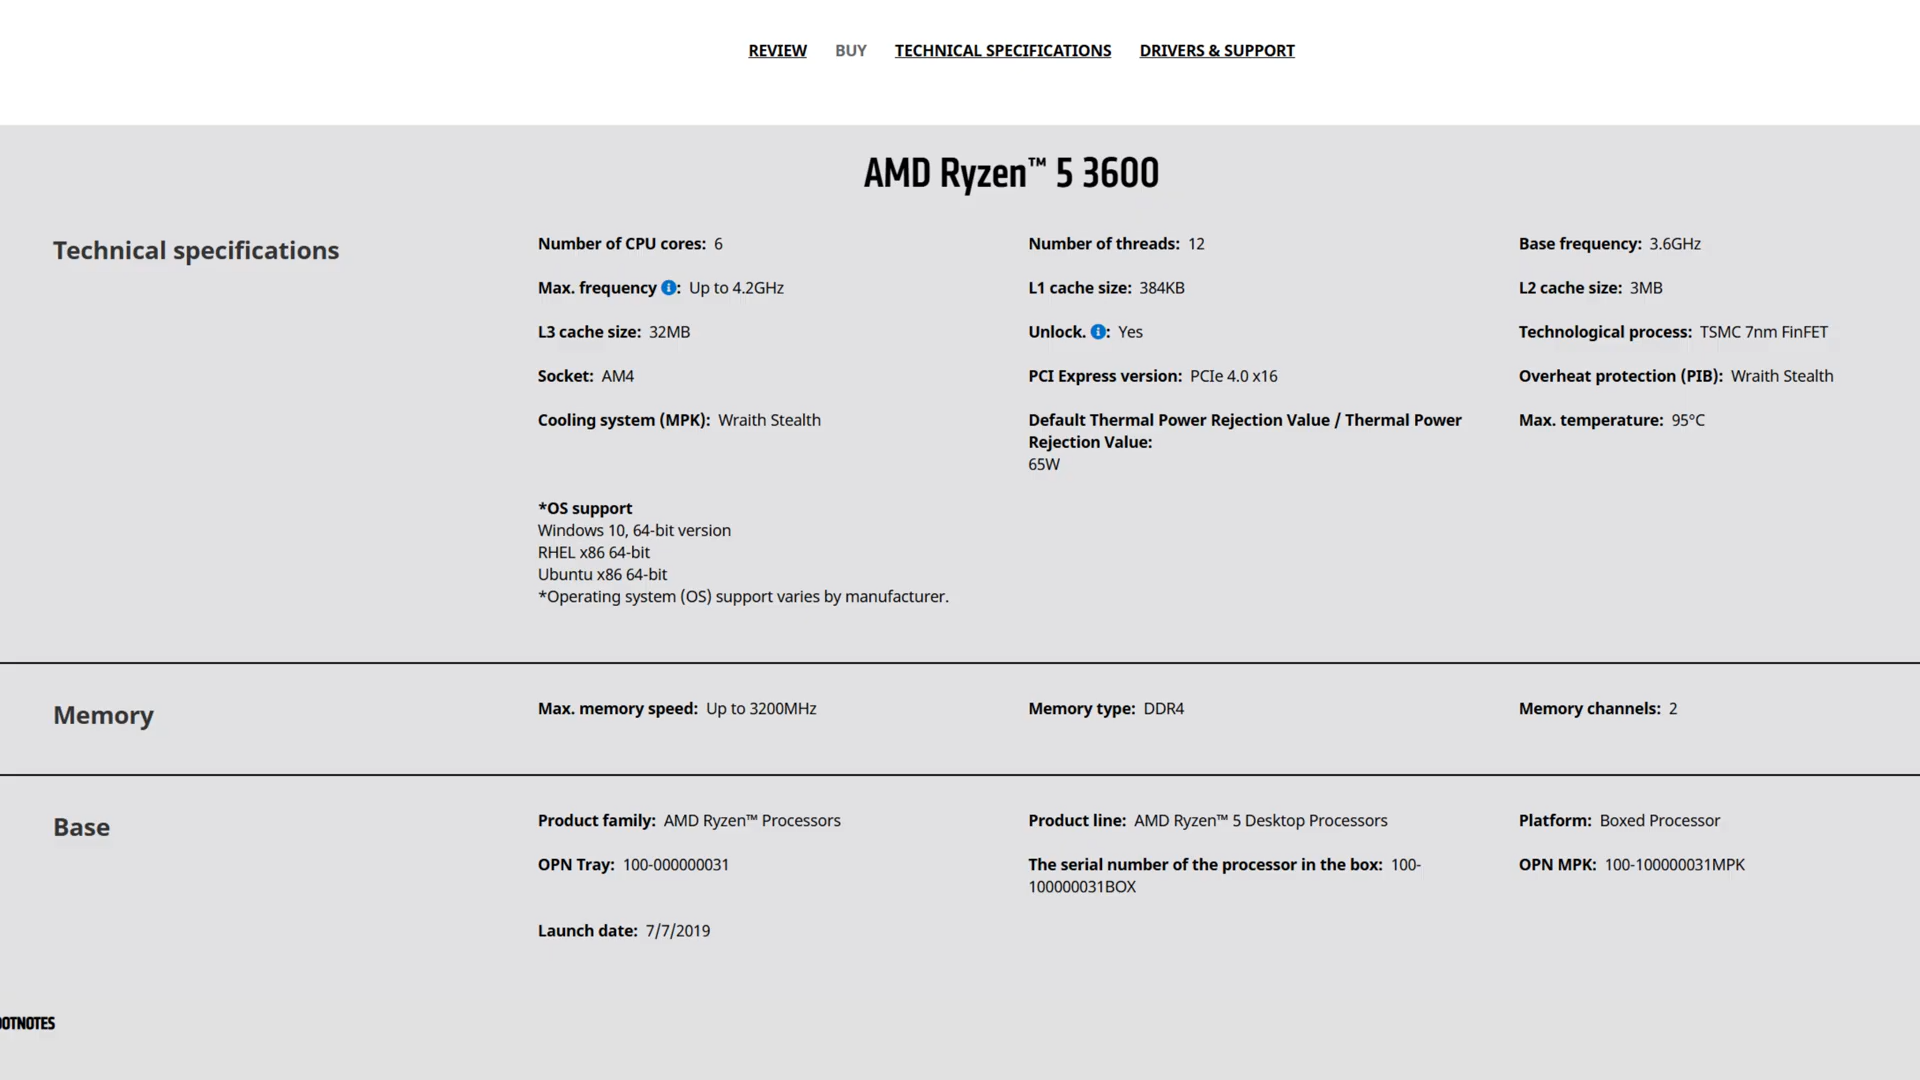 REVIEW BUY TECHNICAL SPECIFICATIONS DRIVERS & SUPPORT
AMD Ryzen™ 5 3600
Technical specifications
Number of CPU cores: 6
Number of threads: 12
Base frequency: 3.6GHz
Max. frequency : Up to 4.2GHz
L1 cache size: 384KB
L2 cache size: 3MB
L3 cache size: 32MB
Unlock. : Yes
Technological process: TSMC 7nm FinFET
Socket: AM4
PCI Express version: PCIe 4.0 x16
Overheat protection (PIB): Wraith Stealth
Cooling system (MPK): Wraith Stealth
Default Thermal Power Rejection Value / Thermal Power
Rejection Value:
65W
Max. temperature: 95°C
*OS support
Windows 10, 64-bit version
RHEL x86 64-bit
Ubuntu x86 64-bit
*Operating system (OS) support varies by manufacturer.
Memory
Max. memory speed: Up to 3200MHz
Memory type: DDR4
Memory channels: 2
Base
Product family: AMD Ryzen™ Processors
Product line: AMD Ryzen™ 5 Desktop Processors
Platform: Boxed Processor
OPN Tray: 100-000000031
The serial number of the processor in the box: 100-
100000031BOX
OPN MPK: 100-100000031MPK
Launch date: 7/7/2019
OOTNOTES